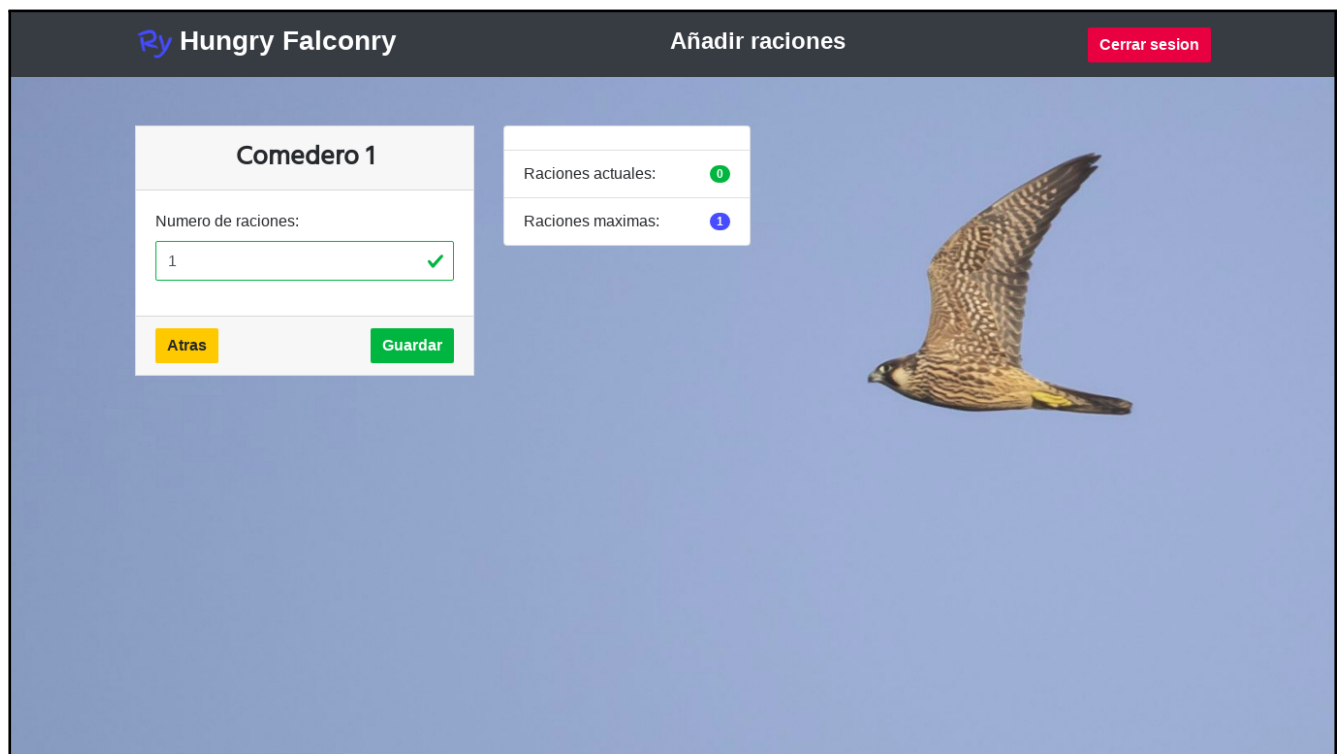 Ry Hungry Falconry
Añadir raciones
Cerrar sesion
Comedero 1
Numero de raciones:
1
Atras
Guardar
Raciones actuales:
0
Raciones maximas:
1